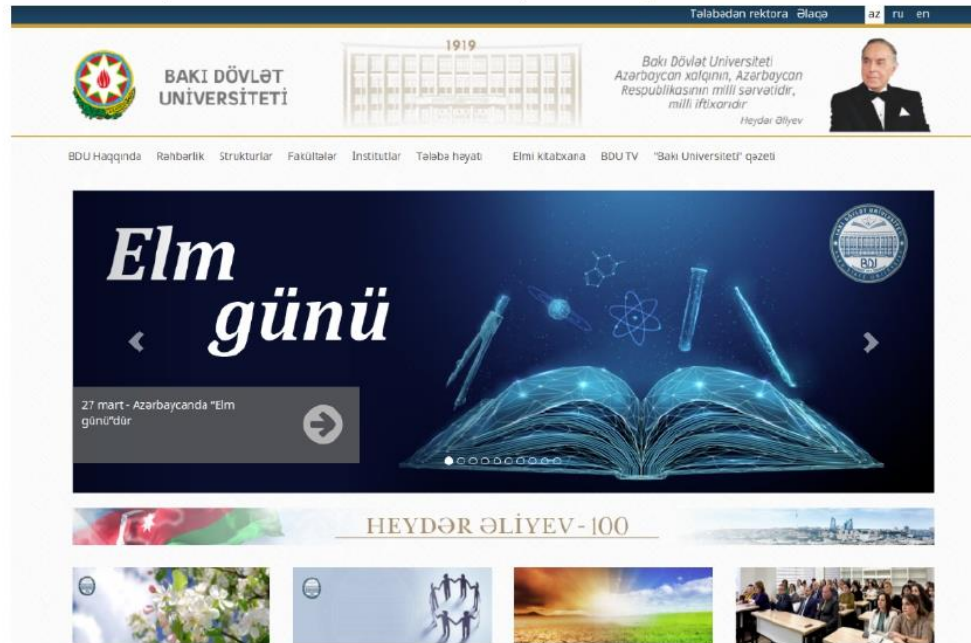 Tələbədən rektora Əlaqə az ru en
1919
BAKI DÖVLƏT
UNİVERSİTETİ
Bakı Dövlət Universiteti
Azərbaycan xalqının, Azərbaycan
Respublikasının milli sərvətidir,
milli iftixarıdır
Heydər Əliyev
BDU Haqqında Rəhbərlik Strukturlar Fakültələr İnstitutlar Tələbə həyatı Elmi kitabxana BDU TV "Bakı Universiteti" qəzeti
Elm
günü
BDU
27 mart - Azərbaycanda "Elm
günü"dür
HEYDƏR ƏLİYEV - 100